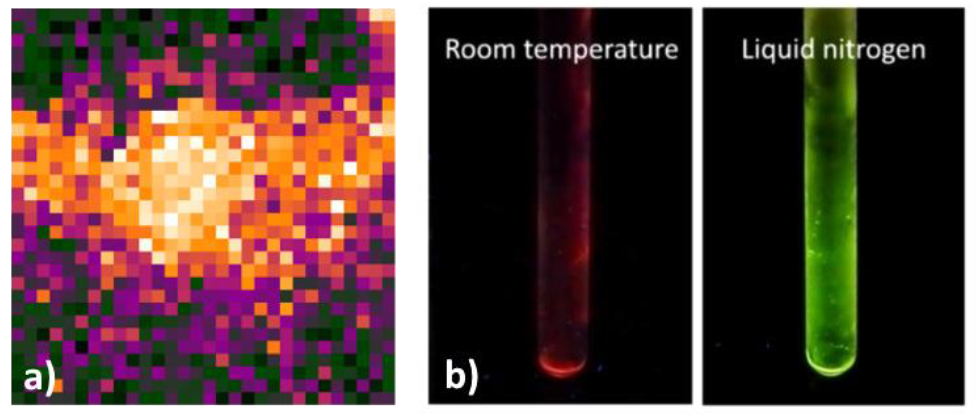 Room temperature
Liquid nitrogen
a)
b)